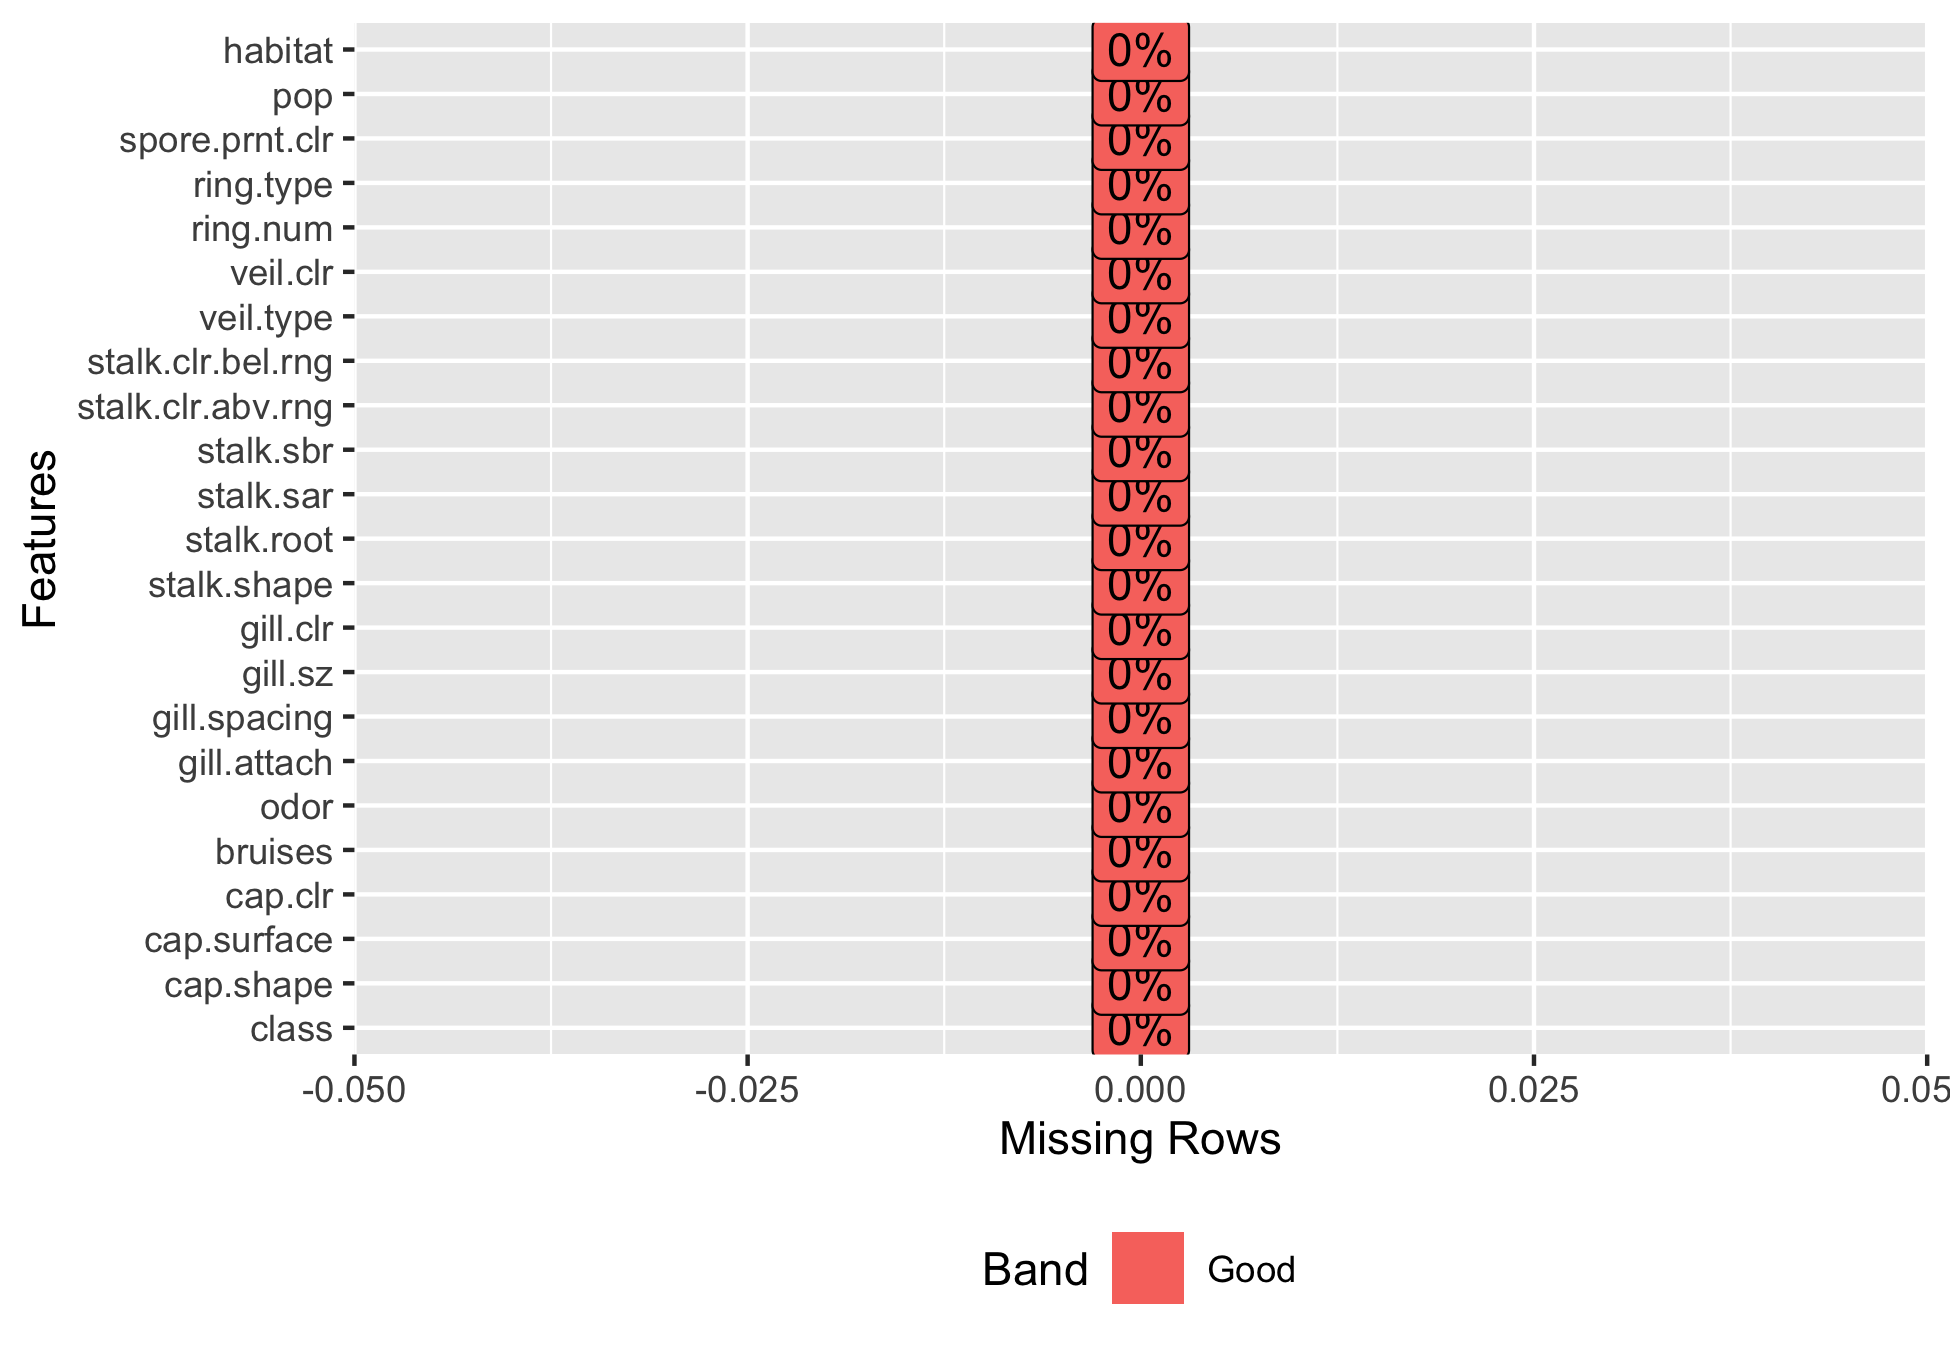 habitat 0%
pop 0%
spore.prnt.clr 0%
ring.type 0%
ring.num 0%
veil.clr 0%
veil.type 0%
stalk.clr.bel.rng 0%
stalk.clr.abv.rng 0%
stalk.sbr 0%
stalk.sar 0%
stalk.root 0%
stalk.shape 0%
gill.clr 0%
gill.sz 0%
gill.spacing 0%
gill.attach 0%
odor 0%
bruises 0%
cap.clr 0%
cap.surface 0%
cap.shape 0%
class 0%
Features
-0.050 -0.025 0.000 0.025 0.05
Missing Rows
Band Good